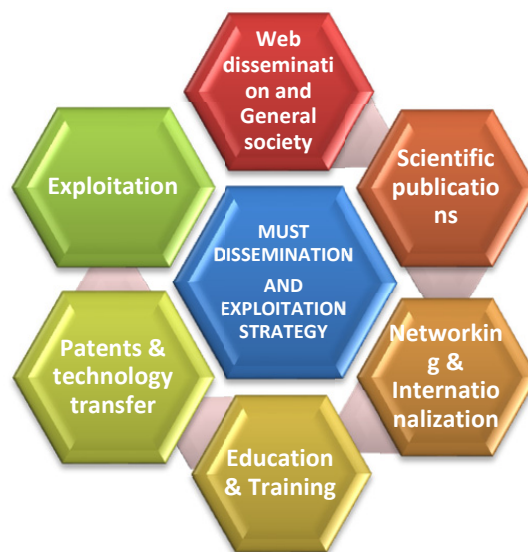 Web
disseminati
on and
General
society
Scientific
publicatio
ns
Exploitation
MUST
DISSEMINATION
AND
EXPLOITATION
STRATEGY
Networkin
g &
Internatio
nalization
Patents &
technology
transfer
Education
& Training